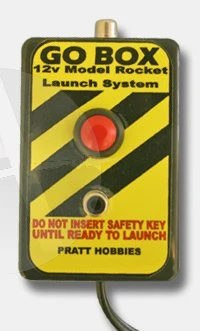 GO BOX
12v Model Rocket
Launch System
DO NOT INSERT SAFETY KEY
UNTIL READY TO LAUNCH
PRATT HOBBIES